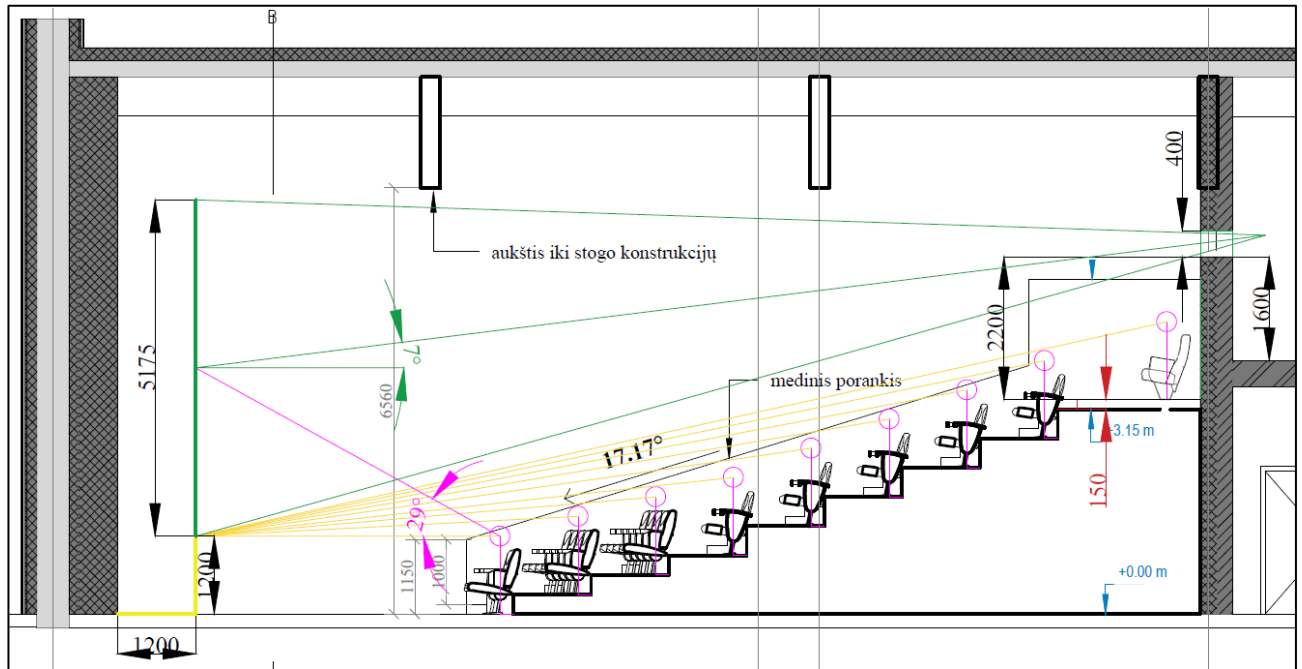 B
400
aukštis iki stogo konstrukcijų
5175
7°
6560
2200
1600
medinis porankis
17.17°
+3.15 m
150
29°
1200
1150
1000
+0.00 m
1200